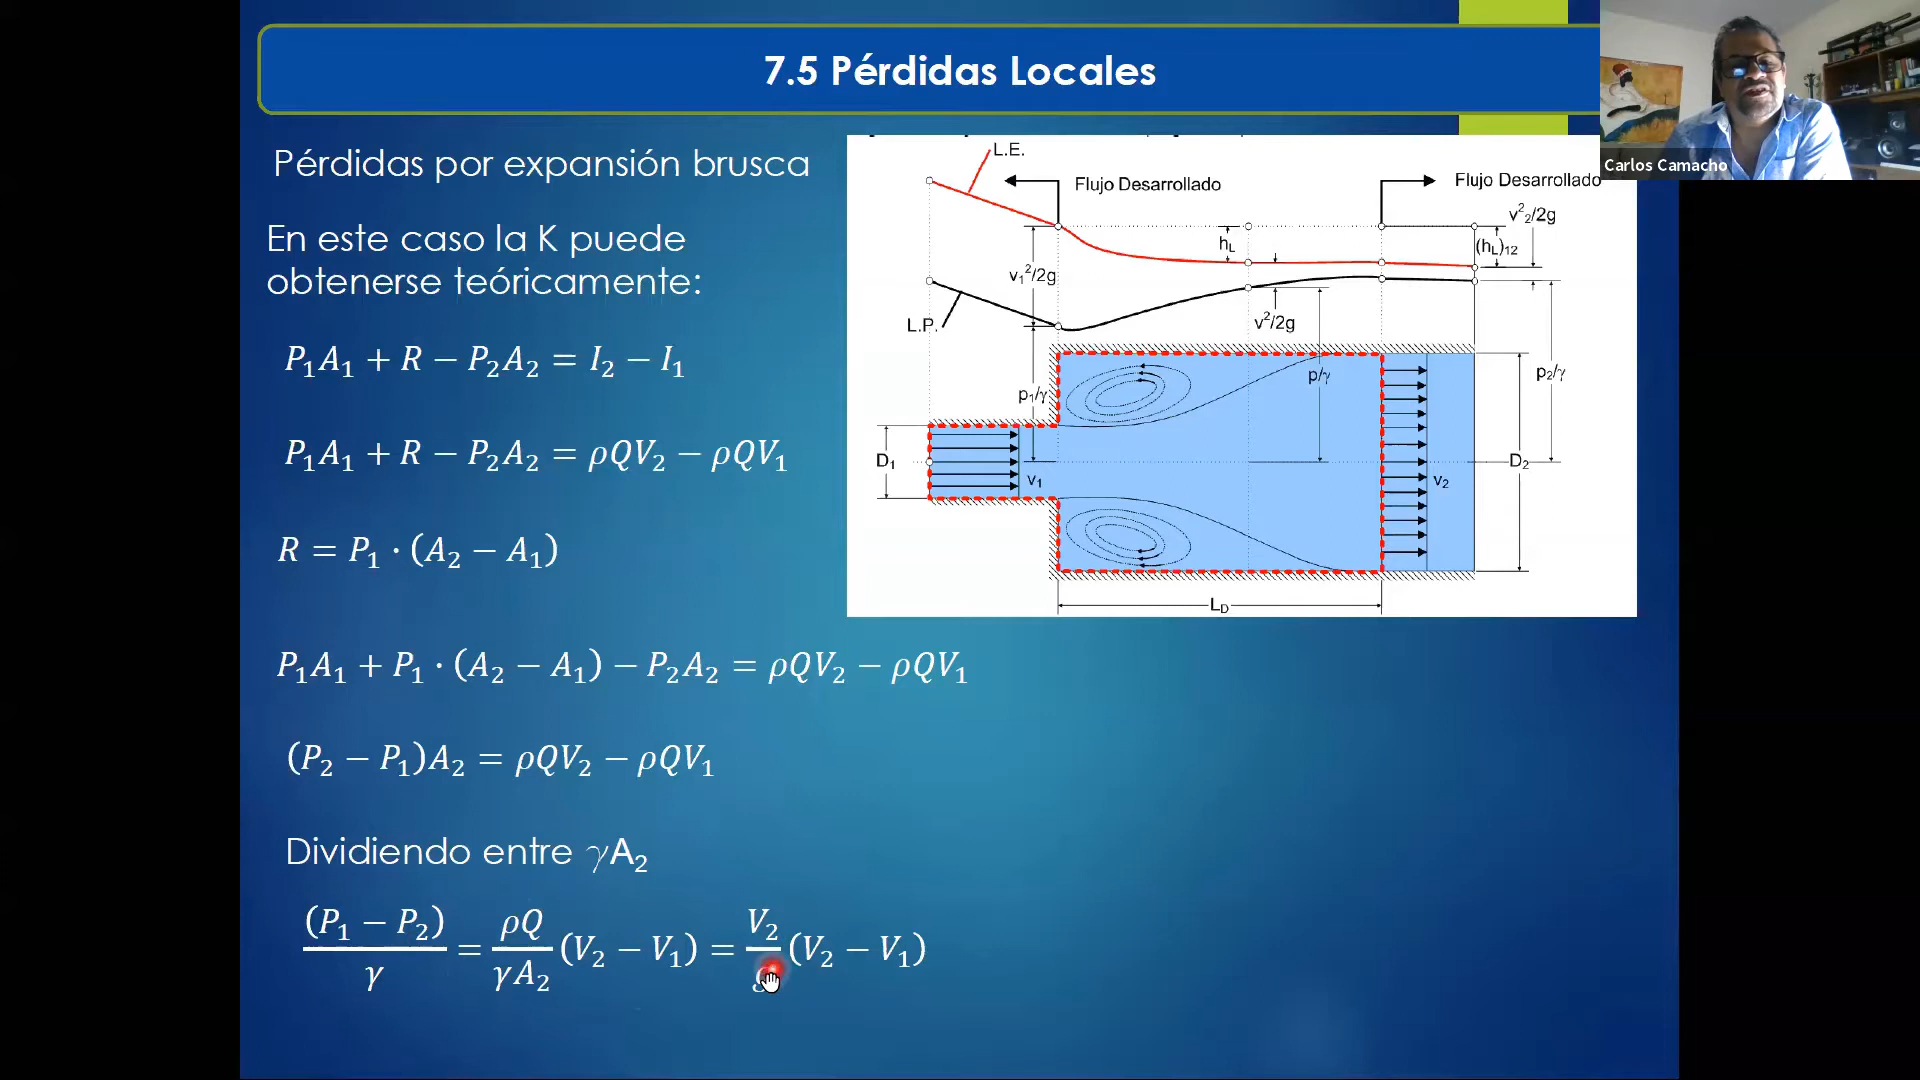 7.5 Pérdidas Locales
Carlos Camacho
Pérdidas por expansión brusca
En este caso la K puede
obtenerse teóricamente:
P₁A₁ + R − P₂A₂ = I₂ − I₁
P₁A₁ + R − P₂A₂ = ρQV₂ − ρQV₁
R = P₁ · (A₂ − A₁)
P₁A₁ + P₁ · (A₂ − A₁) − P₂A₂ = ρQV₂ − ρQV₁
(P₂ − P₁)A₂ = ρQV₂ − ρQV₁
Dividiendo entre γA₂
(P₁ − P₂)/γ = ρQ/γA₂ (V₂ − V₁) = V₂/g (V₂ − V₁)
L.E.
Flujo Desarrollado
Flujo Desarrollado
v²₂/2g
hL
(hL)₁₂
v₁²/2g
L.P.
v²/2g
p₁/γ
p/γ
p₂/γ
D₁
v₁
v₂
D₂
LD